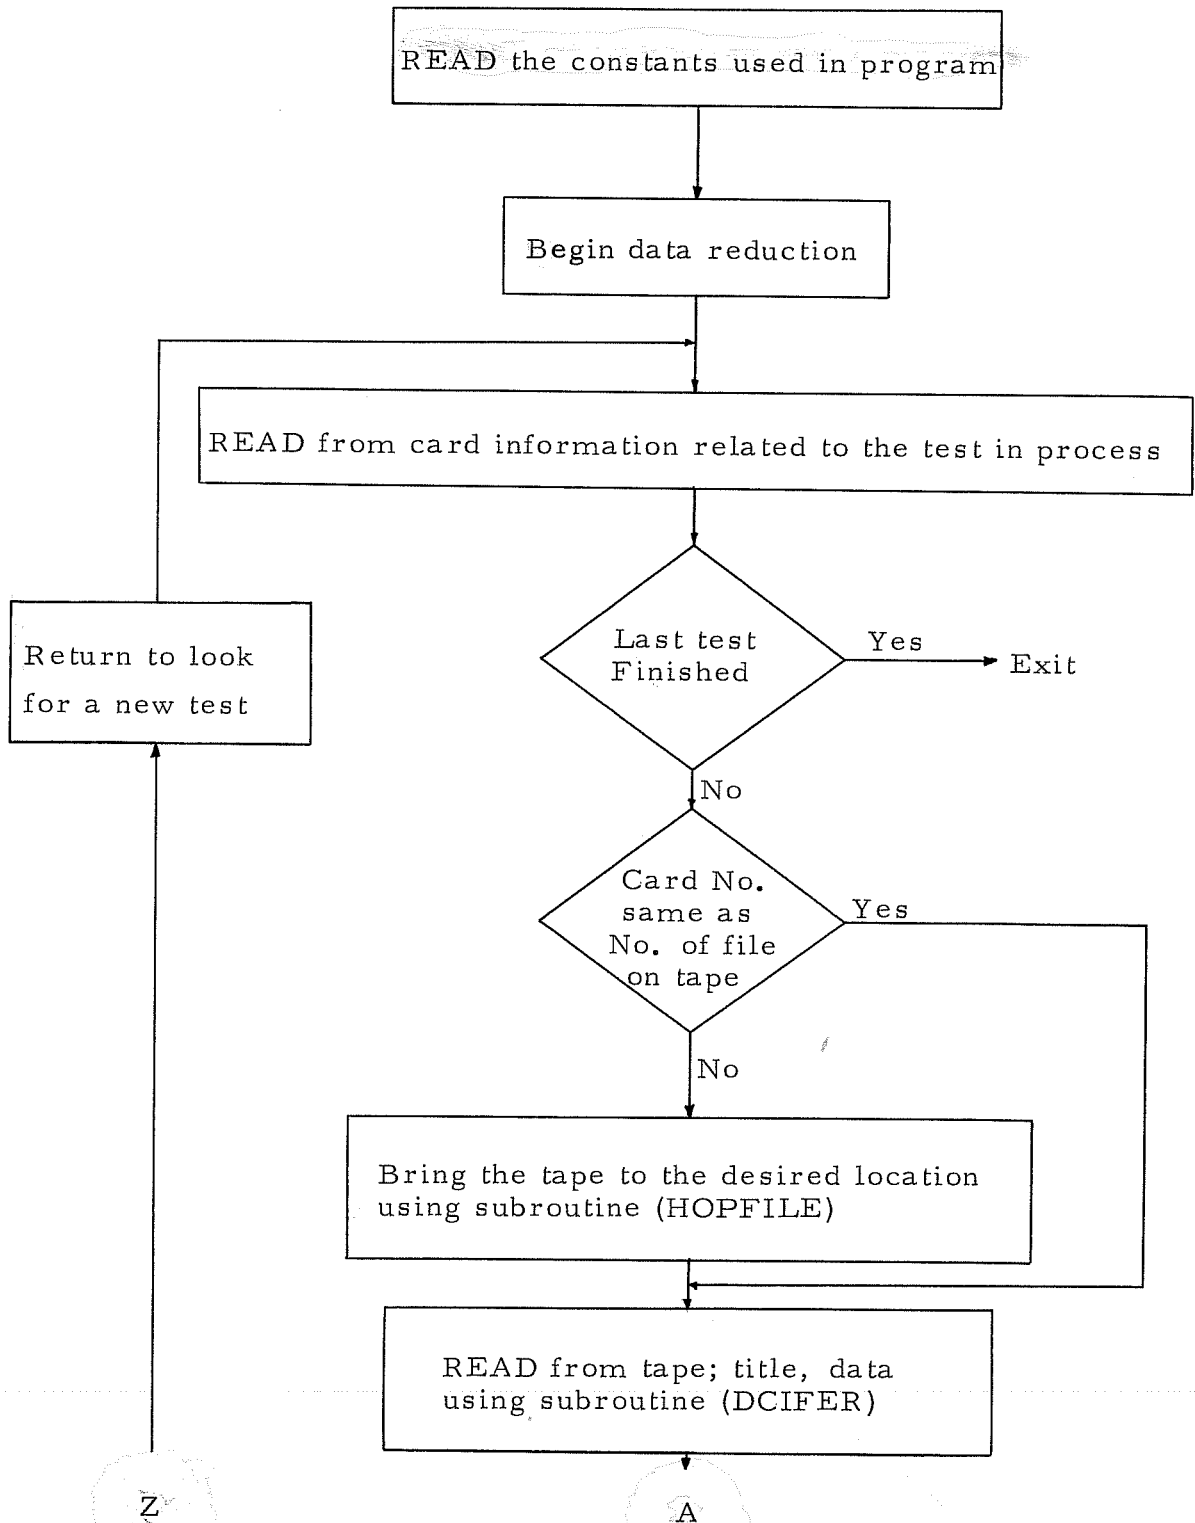 READ the constants used in program
Begin data reduction
READ from card information related to the test in process
Last test
Finished
Yes
Exit
Return to look
for a new test
No
Card No.
same as
No. of file
on tape
Yes
No
Bring the tape to the desired location
using subroutine (HOPFILE)
READ from tape; title, data
using subroutine (DCIFER)
Z
A